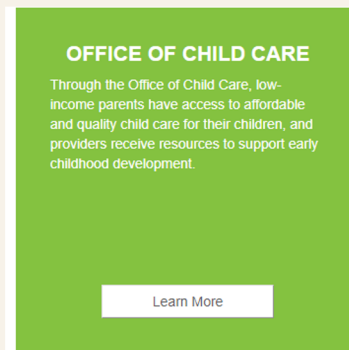 OFFICE OF CHILD CARE
Through the Office of Child Care, low-
income parents have access to affordable
and quality child care for their children, and
providers receive resources to support early
childhood development.
Learn More